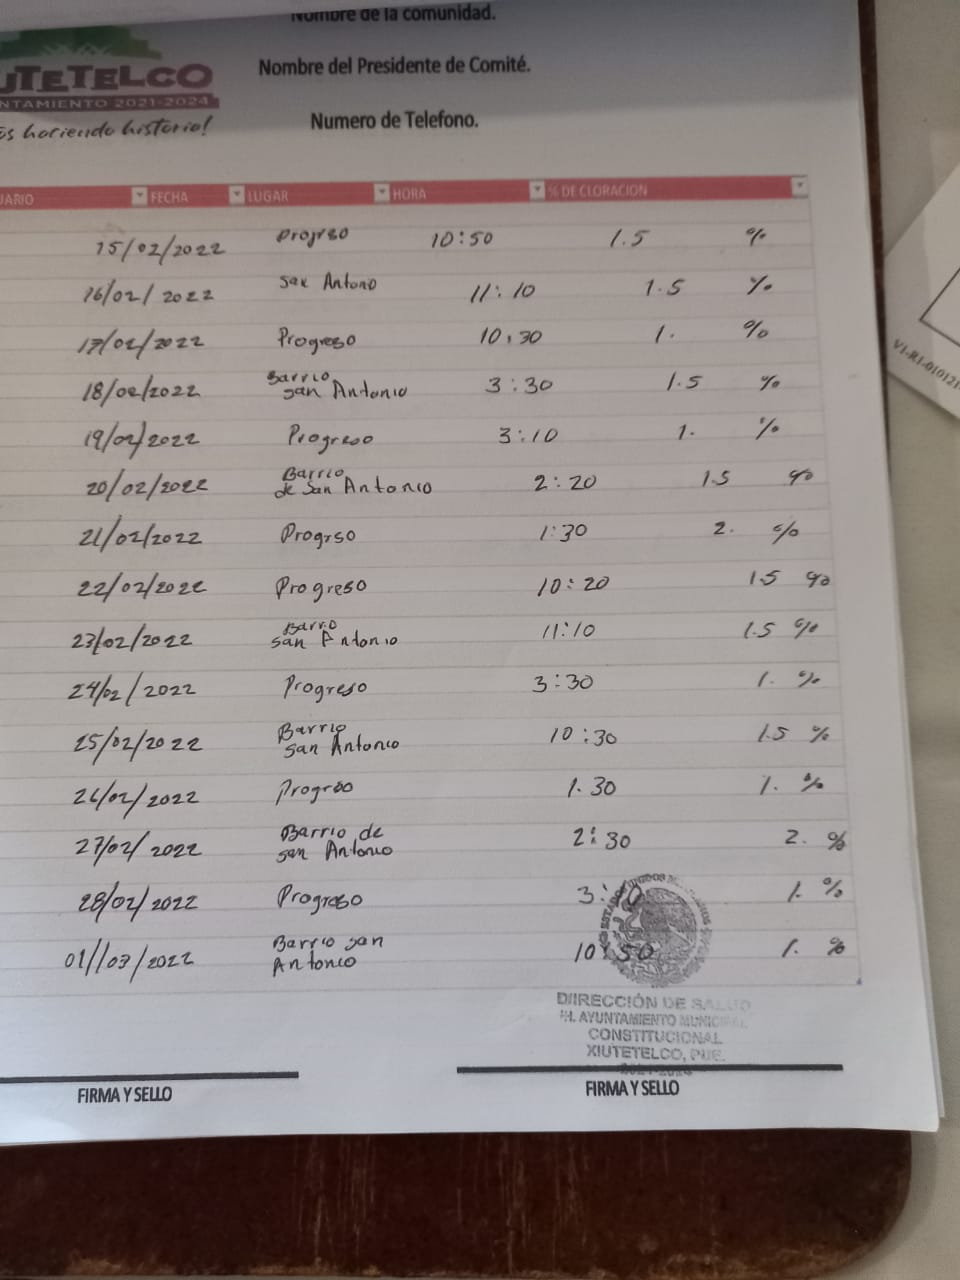 Nombre de la comunidad.
UTETELCO
Nombre del Presidente de Comité.
NTAMIENTO 2021-2024
Numero de Telefono.
os haciendo historia!
UARIO FECHA LUGAR HORA % DE CLORACION
15/02/2022 Progrso 10:50 1.5 %
16/02/2022 san Antono 11:10 1.5 %
17/02/2022 Progreso 10:30 1. %
18/02/2022 Barrio san Antonio 3:30 1.5 %
19/02/2022 Progreso 3:10 1. %
20/02/2022 Barrio de San Antonio 2:20 1.5 %
21/02/2022 Progrso 1:30 2. %
22/02/2022 Progreso 10:20 1.5 %
23/02/2022 Barrio san Antonio 11:10 1.5 %
24/02/2022 Progreso 3:30 1. %
25/02/2022 Barrio san Antonio 10:30 1.5 %
26/02/2022 Progrso 1.30 1. %
27/02/2022 Barrio de san Antonio 2:30 2. %
28/02/2022 Progreso 1. %
01/03/2022 Barrio san Antonio 10:50 1. %
DIRECCIÓN DE SALUD
H. AYUNTAMIENTO MUNICIPAL
CONSTITUCIONAL
XIUTETELCO, PUE.
2021-2024
FIRMA Y SELLO FIRMA Y SELLO
V1-R1-010121